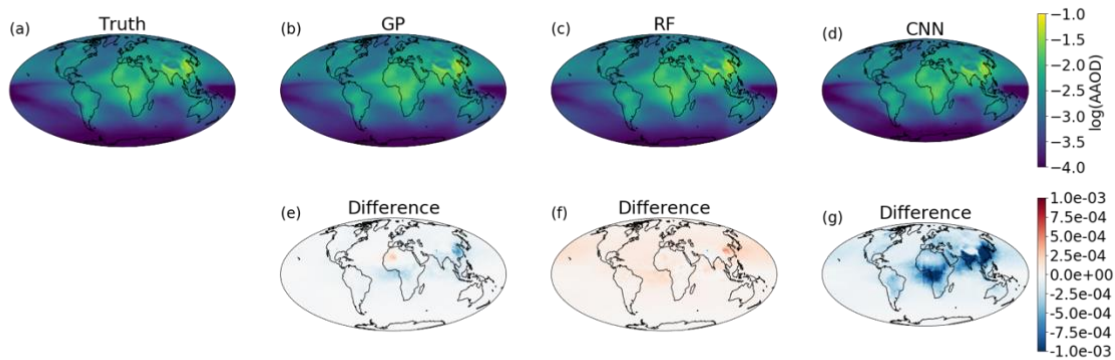 (a) Truth
(b) GP
(c) RF
(d) CNN
−1.0
−1.5
−2.0
−2.5
−3.0
−3.5
−4.0
log(AAOD)
(e) Difference
(f) Difference
(g) Difference
1.0e-03
7.5e-04
5.0e-04
2.5e-04
0.0e+00
−2.5e-04
−5.0e-04
−7.5e-04
−1.0e-03